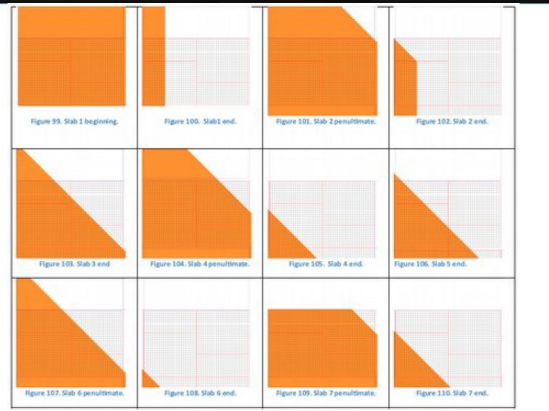 Figure 99. Slab 1 beginning.
Figure 100. Slab1 end.
Figure 101. Slab 2 penultimate.
Figure 102. Slab 2 end.
Figure 103. Slab 3 end
Figure 104. Slab 4 penultimate.
Figure 105. Slab 4 end.
Figure 106. Slab 5 end.
Figure 107. Slab 6 penultimate.
Figure 108. Slab 6 end.
Figure 109. Slab 7 penultimate.
Figure 110. Slab 7 end.